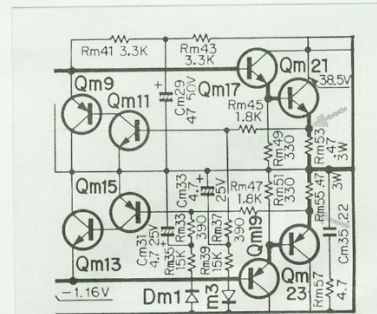 Rm41 3.3K
Rm43
3.3K
Qm9
Qm11
Cm29
47 50V
Qm17
Qm 21
38.5V
Rm45
1.8K
Rm49
330
Rm53
.47
3W
Qm15
Cm33
4.7
25V
Rm47
1.8K
Rm51
330
Rm55 .47
3W
Cm31
4.7 25V
Rm33
390
Rm35
15K
Rm37
390
Rm39
15K
Qm19
Cm35 .22
Qm13
Qm
23
Rm57
4.7
-1.16V
Dm1
m3